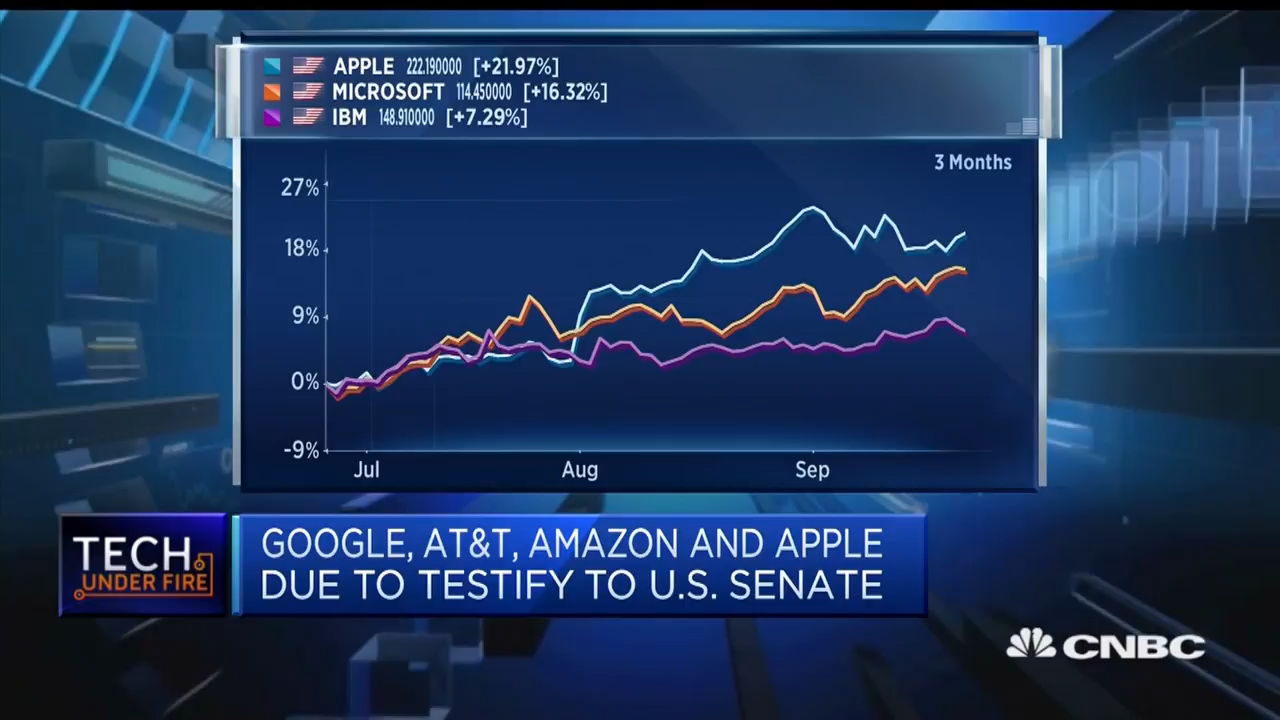 APPLE 222.190000 [+21.97%]
MICROSOFT 114.450000 [+16.32%]
IBM 148.910000 [+7.29%]
3 Months
27%
18%
9%
0%
-9%
Jul Aug Sep
TECH
UNDER FIRE
GOOGLE, AT&T, AMAZON AND APPLE
DUE TO TESTIFY TO U.S. SENATE
CNBC